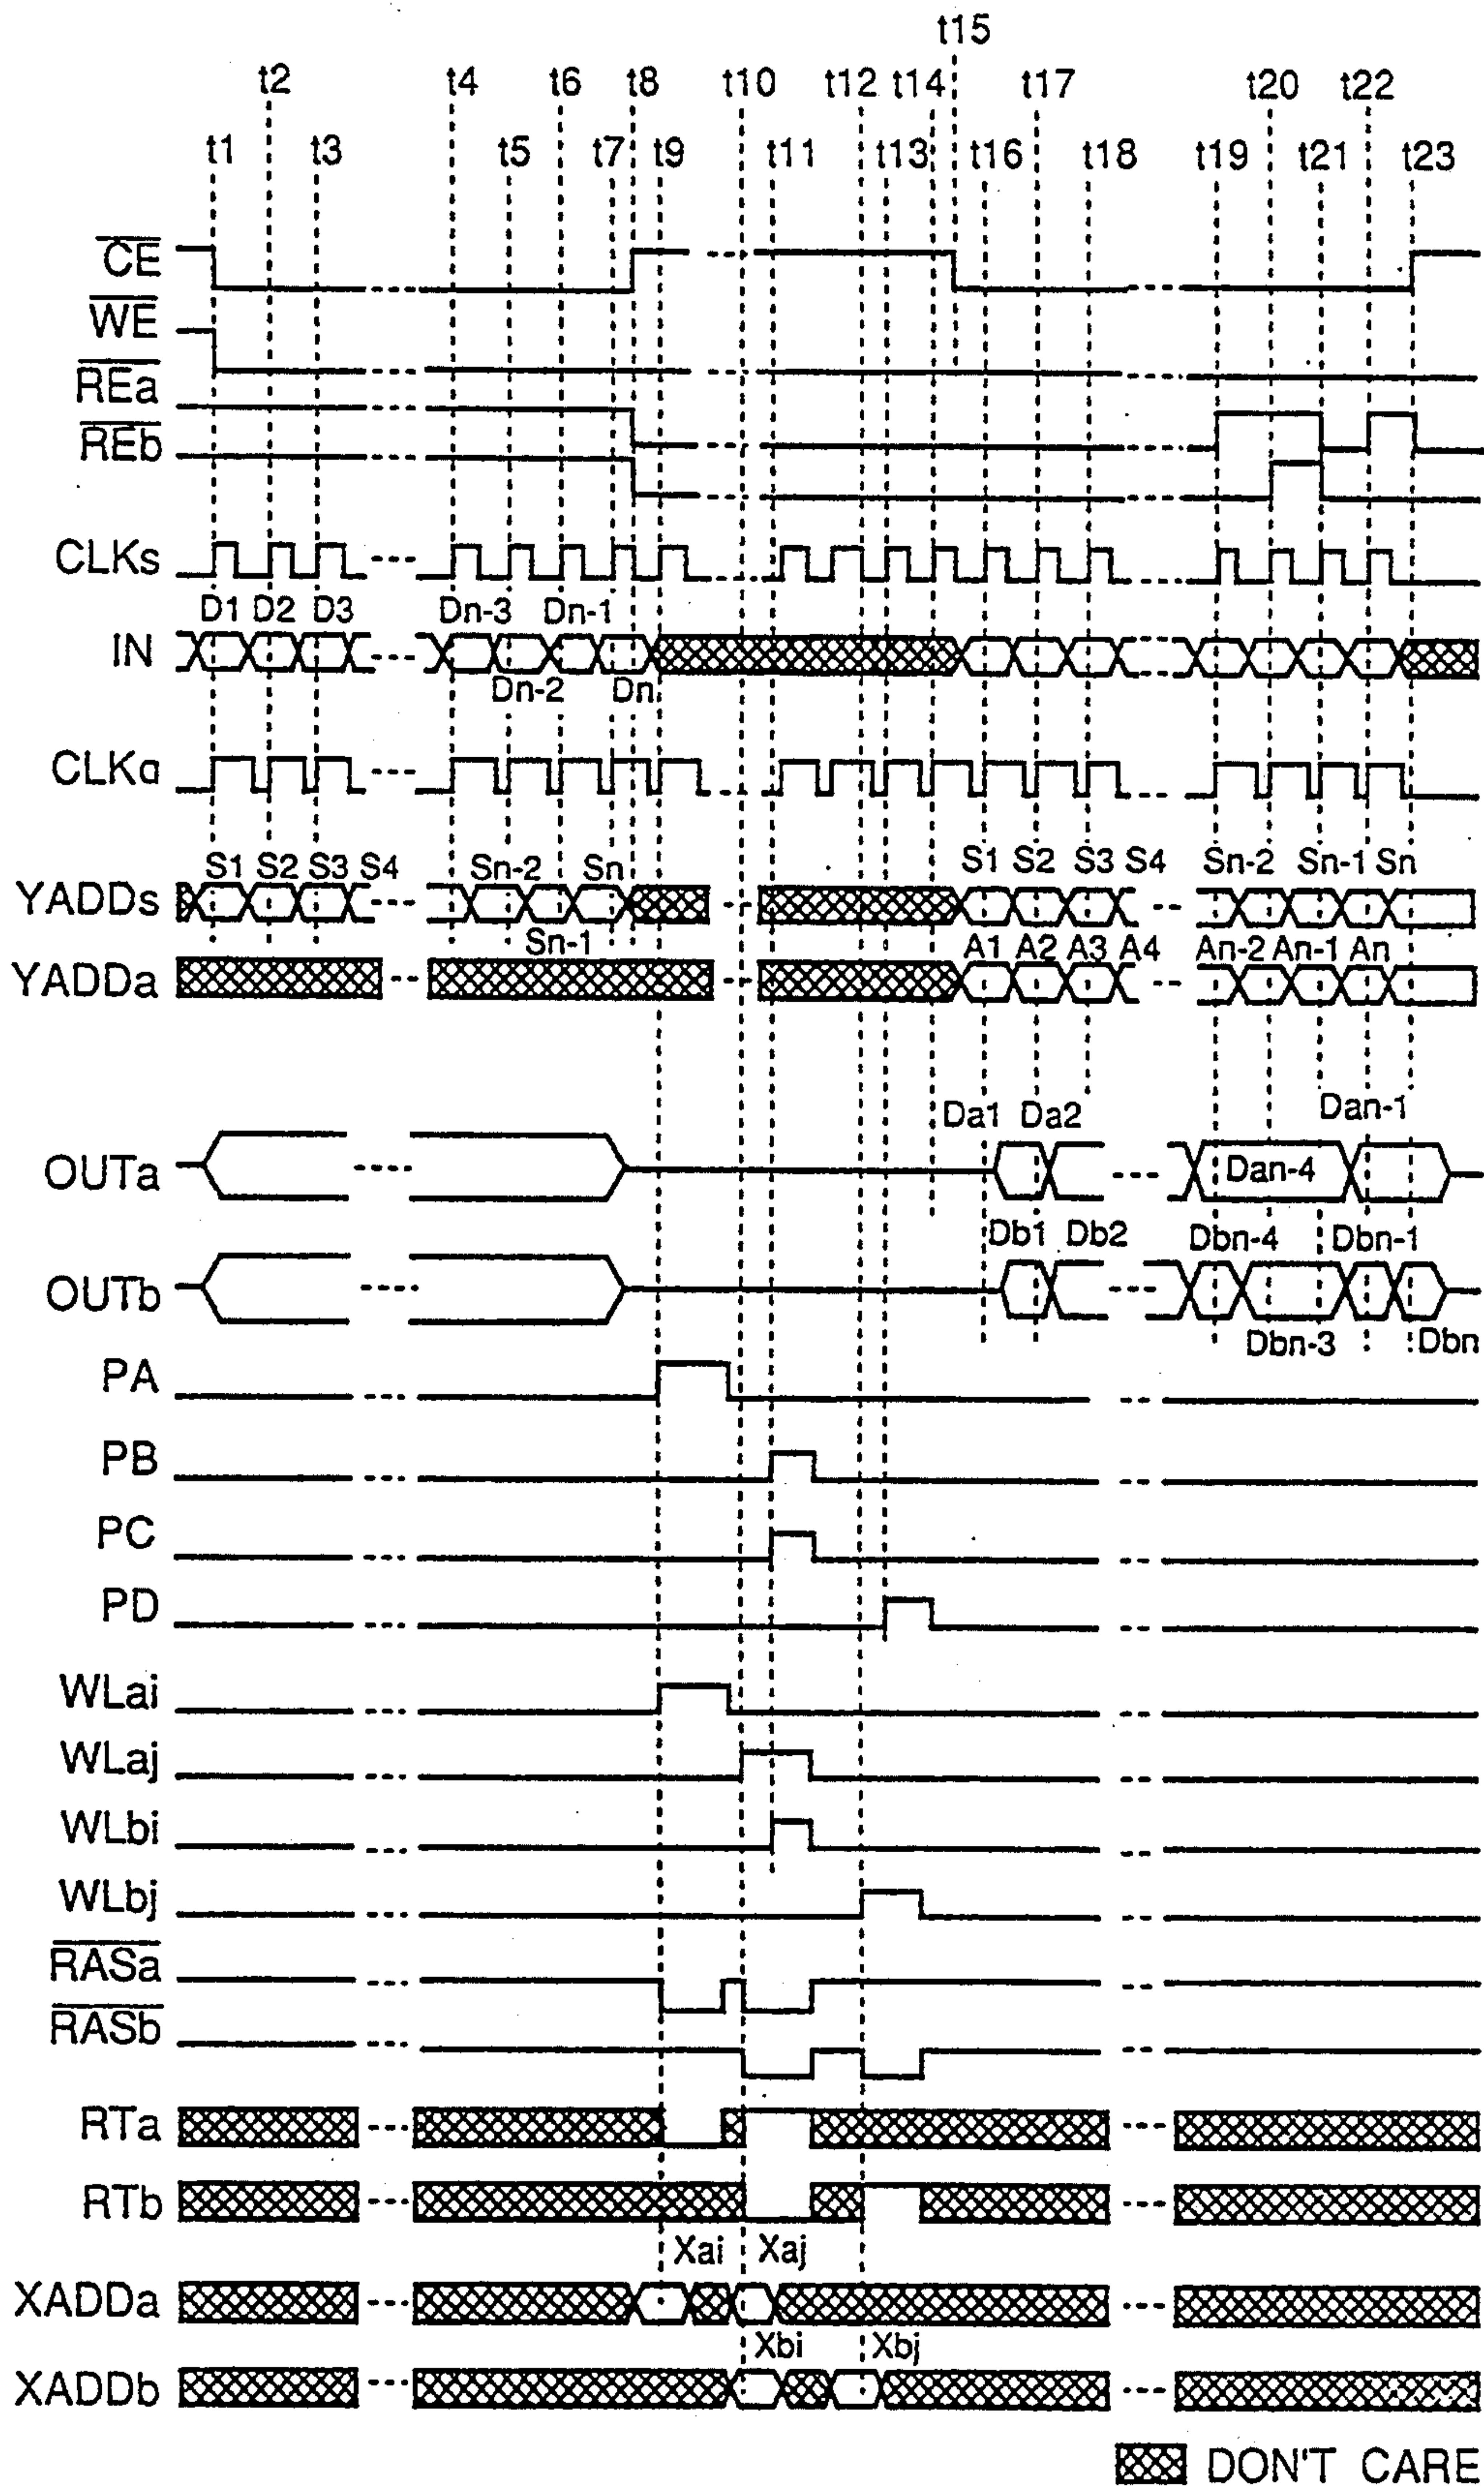 t15
t2 t4 t6 t8 t10 t12 t14 t17 t20 t22
t1 t3 t5 t7 t9 t11 t13 t16 t18 t19 t21 t23
CE
WE
REa
REb
CLKs
D1 D2 D3 Dn-3 Dn-1
IN
Dn-2 Dn
CLKa
S1 S2 S3 S4 Sn-2 Sn S1 S2 S3 S4 Sn-2 Sn-1 Sn
YADDs
Sn-1
A1 A2 A3 A4 An-2 An-1 An
YADDa
Da1 Da2 Dan-1
OUTa Dan-4
Db1 Db2 Dbn-4 Dbn-1
OUTb
Dbn-3 Dbn
PA
PB
PC
PD
WLai
WLaj
WLbi
WLbj
RASa
RASb
RTa
RTb
Xai Xaj
XADDa
Xbi Xbj
XADDb
DON'T CARE